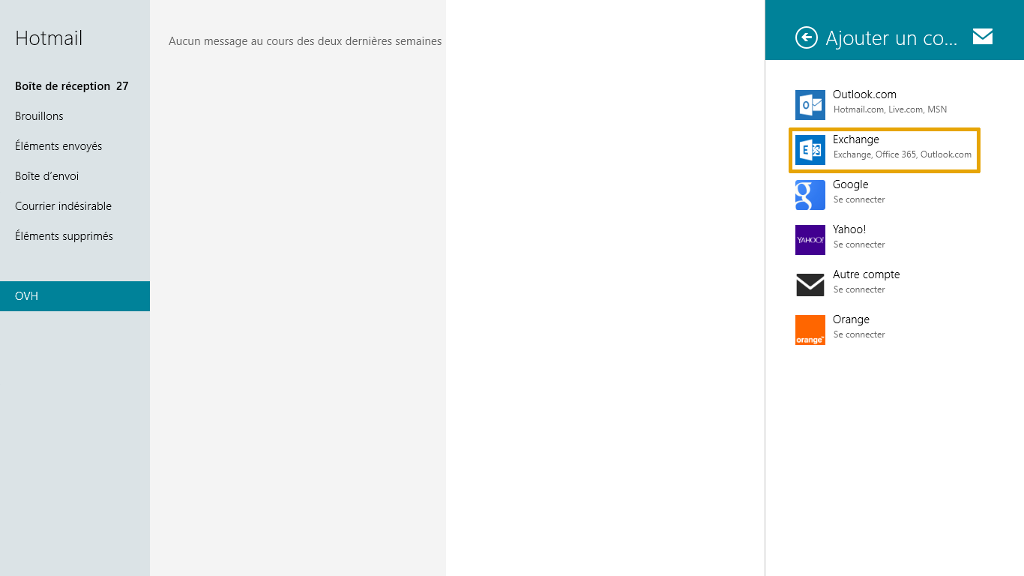 Hotmail
Boîte de réception 27
Brouillons
Éléments envoyés
Boîte d'envoi
Courrier indésirable
Éléments supprimés
OVH
Aucun message au cours des deux dernières semaines
Ajouter un co...
Outlook.com
Hotmail.com, Live.com, MSN
Exchange
Exchange, Office 365, Outlook.com
Google
Se connecter
YAHOO!
Yahoo!
Se connecter
Autre compte
Se connecter
orange
Orange
Se connecter